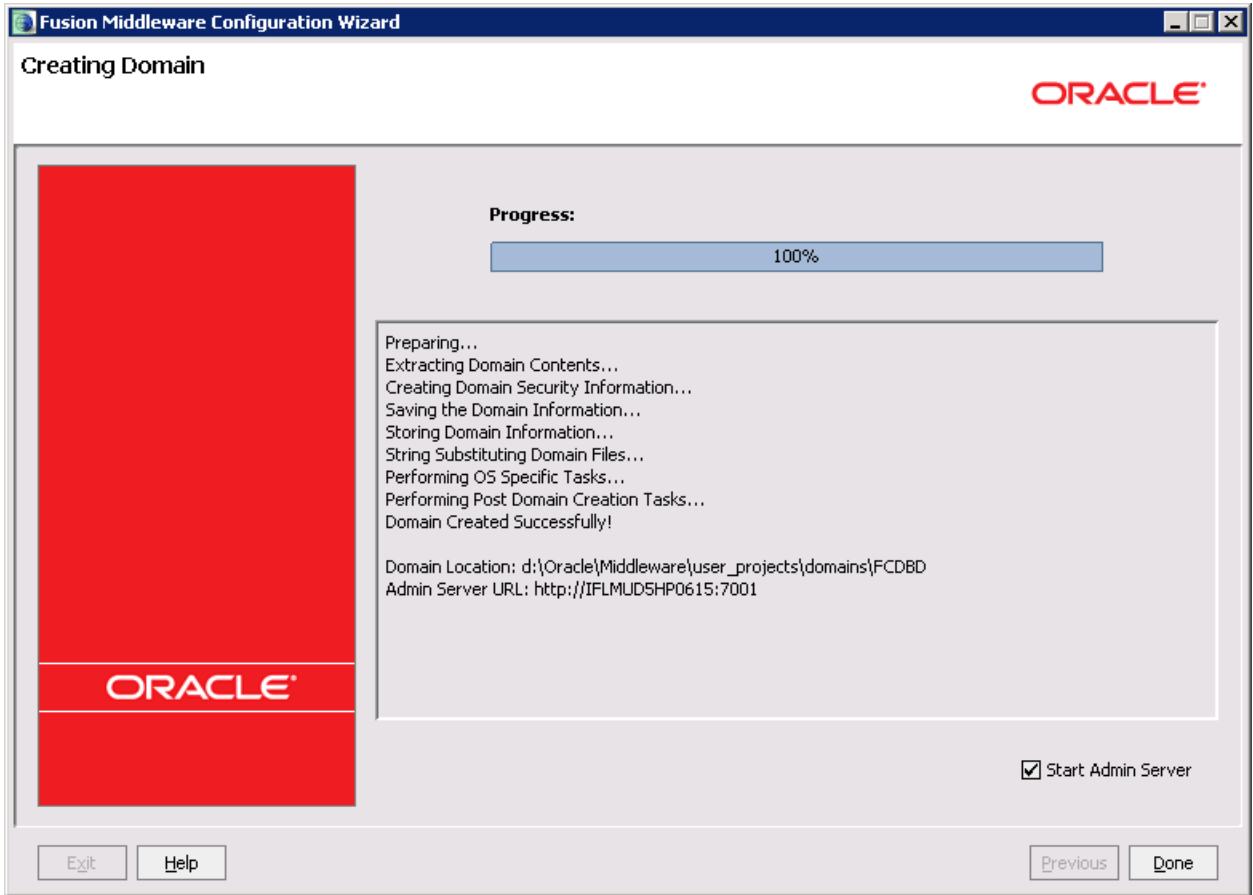 Fusion Middleware Configuration Wizard
Creating Domain
ORACLE
Progress:
100%
Preparing...
Extracting Domain Contents...
Creating Domain Security Information...
Saving the Domain Information...
Storing Domain Information...
String Substituting Domain Files...
Performing OS Specific Tasks...
Performing Post Domain Creation Tasks...
Domain Created Successfully!
Domain Location: d:\Oracle\Middleware\user_projects\domains\FCDBD
Admin Server URL: http://IFLMUD5HP0615:7001
ORACLE
Start Admin Server
Exit Help Previous Done